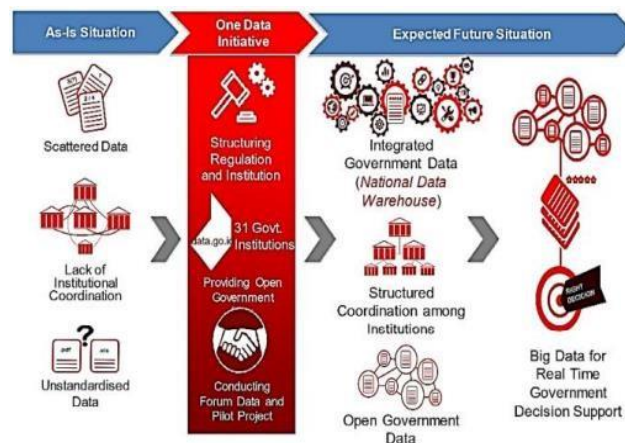 As-Is Situation
One Data
Initiative
Expected Future Situation
Scattered Data
Lack of
Institutional
Coordination
Unstandardised
Data
?
Structuring
Regulation and
Institution
data.go.id
31 Govt.
Institutions
Providing Open
Government
Conducting
Forum Data and
Pilot Project
Integrated
Government Data
(National Data
Warehouse)
Structured
Coordination among
Institutions
Open Government
Data
RIGHT
DECISION
Big Data for
Real Time
Government
Decision Support